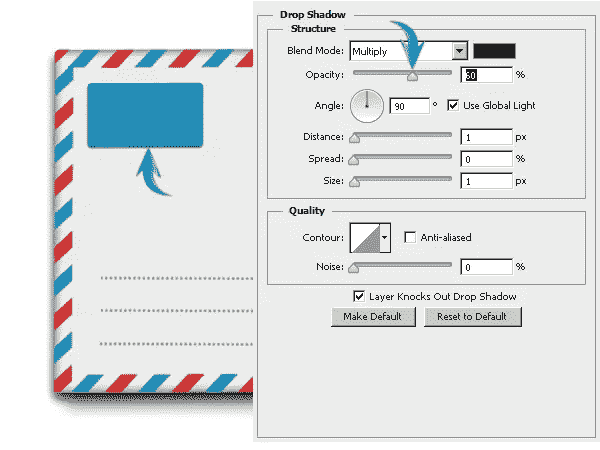 Drop Shadow
Structure
Blend Mode: Multiply
Opacity: 60 %
Angle: 90 ° Use Global Light
Distance: 1 px
Spread: 0 %
Size: 1 px
Quality
Contour: Anti-aliased
Noise: 0 %
Layer Knocks Out Drop Shadow
Make Default Reset to Default